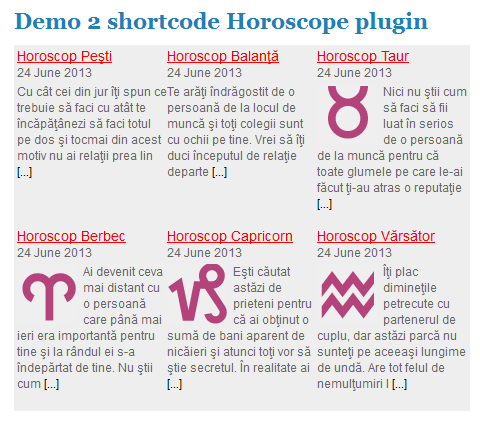 Demo 2 shortcode Horoscope plugin
Horoscop Peşti
24 June 2013
Cu cât cei din jur îţi spun ce
trebuie să faci cu atât te
încăpăţânezi să faci totul
pe dos şi tocmai din acest
motiv nu ai relaţii prea lin
[...]
Horoscop Balanţă
24 June 2013
Te arăţi îndrăgostit de o
persoană de la locul de
muncă şi toţi colegii sunt
cu ochii pe tine. Vrei să îţi
duci începutul de relaţie
departe [...]
Horoscop Taur
24 June 2013
Nici nu ştii cum
să faci să fii
luat în serios
de o persoană
de la muncă pentru că
toate glumele pe care le-ai
făcut ţi-au atras o reputaţie
[...]
Horoscop Berbec
24 June 2013
Ai devenit ceva
mai distant cu
o persoană
care până mai
ieri era importantă pentru
tine şi la rândul ei s-a
îndepărtat de tine. Nu ştii
cum [...]
Horoscop Capricorn
24 June 2013
Eşti căutat
astăzi de
prieteni pentru
că ai obţinut o
sumă de bani aparent de
nicăieri şi atunci toţi vor să
ştie secretul. În realitate ai
[...]
Horoscop Vărsător
24 June 2013
Îţi plac
dimineţile
petrecute cu
partenerul de
cuplu, dar astăzi parcă nu
sunteţi pe aceeaşi lungime
de undă. Are tot felul de
nemulţumiri l [...]